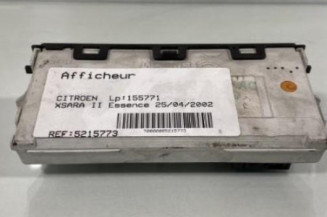 Afficheur
CITROEN Lp:155771
XSARA II Essence 25/04/2002
REF:5215773